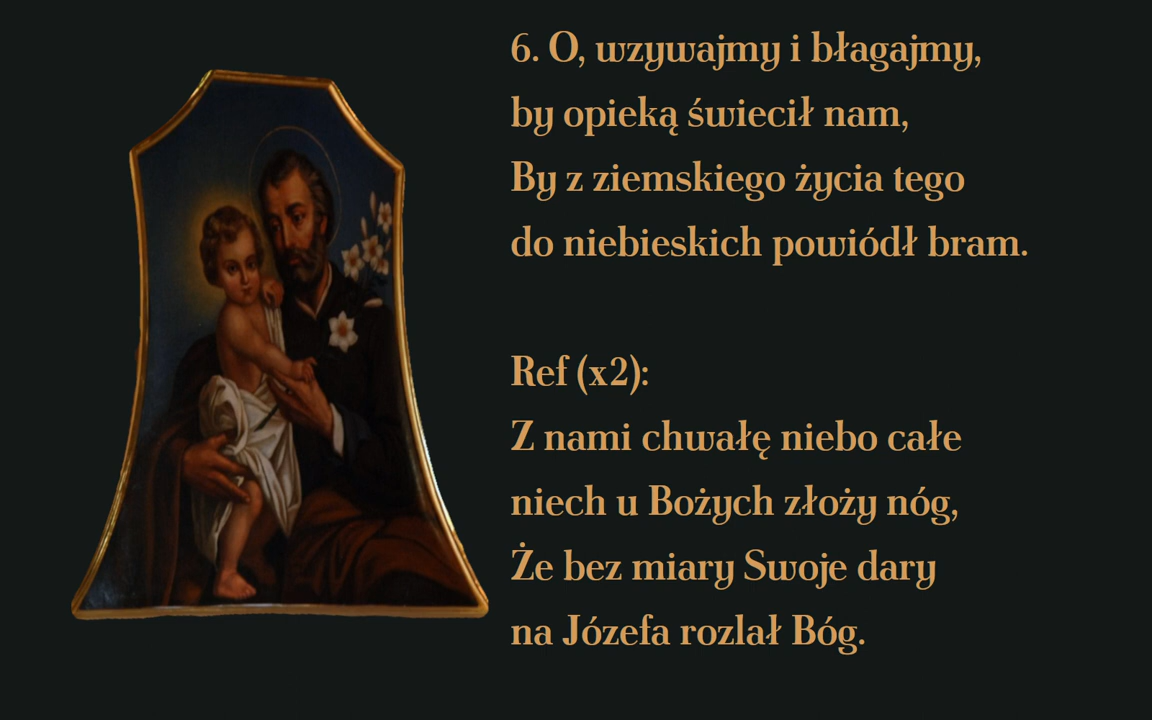 6. O, wzywajmy i błagajmy,
by opieką świecił nam,
By z ziemskiego życia tego
do niebieskich powiódł bram.
Ref (x2):
Z nami chwałę niebo całe
niech u Bożych złoży nóg,
Że bez miary Swoje dary
na Józefa rozlał Bóg.